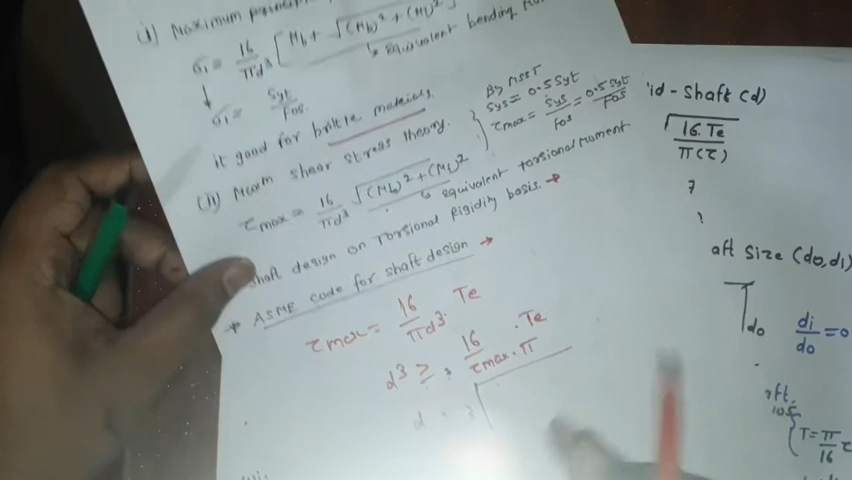 (i) Maximum
σ₁ = 16/πd³ [Mb + √(Mb)² + (Mt)²]
↳ equivalent bending
σ₁ = Syt/Fos.
it good for brittle materials.
(ii) Maxm shear stress theory.
τmax = 16/πd³ √(Mb)² + (Mt)²
↳ equivalent torsional Moment
By MSST
Sys = 0.5 Syt
τmax = Sys/Fos = 0.5 Syt/Fos
shaft design on Torsional Rigidity basis. →
→ ASME code for shaft design →
τmax = 16/πd³ . Te
d³ ≥ 16/τmax.π . Te
d
id - Shaft (d)
√16.Te/π(τ)
aft size (do, di)
do
di/do = 0
aft.
T = π/16 τ